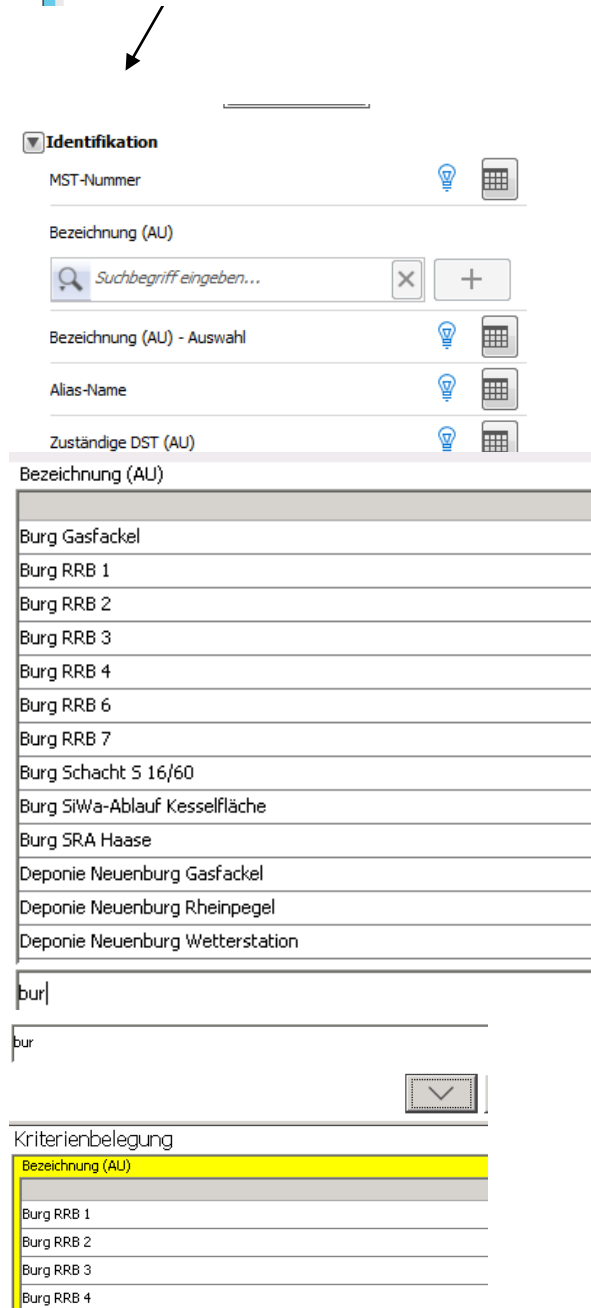 Identifikation
MST-Nummer
Bezeichnung (AU)
Suchbegriff eingeben...
Bezeichnung (AU) - Auswahl
Alias-Name
Zuständige DST (AU)
Bezeichnung (AU)
Burg Gasfackel
Burg RRB 1
Burg RRB 2
Burg RRB 3
Burg RRB 4
Burg RRB 6
Burg RRB 7
Burg Schacht S 16/60
Burg SiWa-Ablauf Kesselfläche
Burg SRA Haase
Deponie Neuenburg Gasfackel
Deponie Neuenburg Rheinpegel
Deponie Neuenburg Wetterstation
bur
bur
Kriterienbelegung
Bezeichnung (AU)
Burg RRB 1
Burg RRB 2
Burg RRB 3
Burg RRB 4